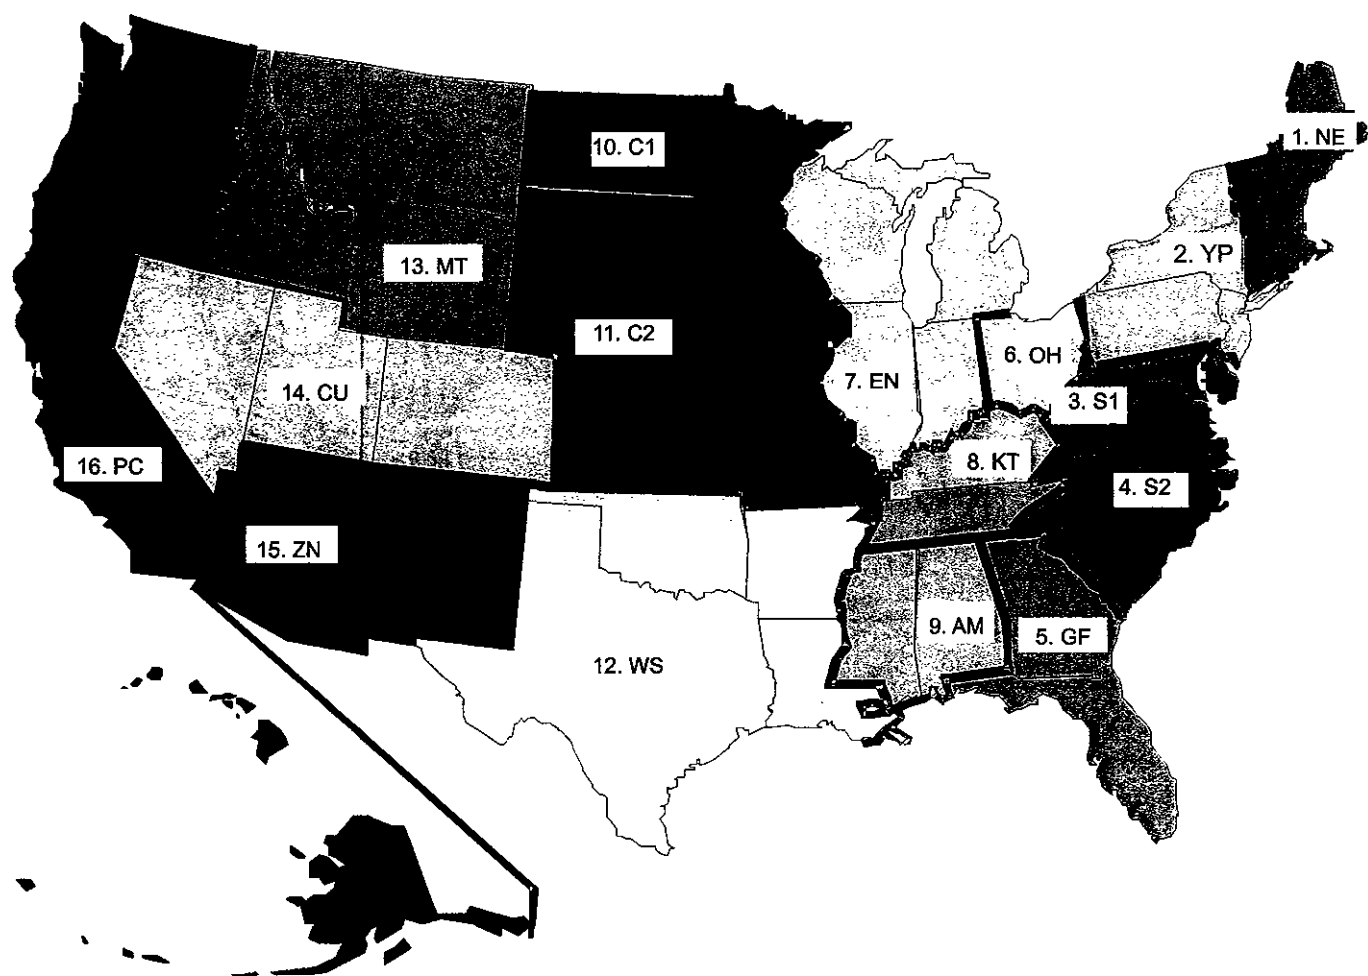 1. NE
10. C1
2. YP
13. MT
11. C2
6. OH
7. EN
14. CU
3. S1
16. PC
8. KT
4. S2
15. ZN
9. AM
5. GF
12. WS